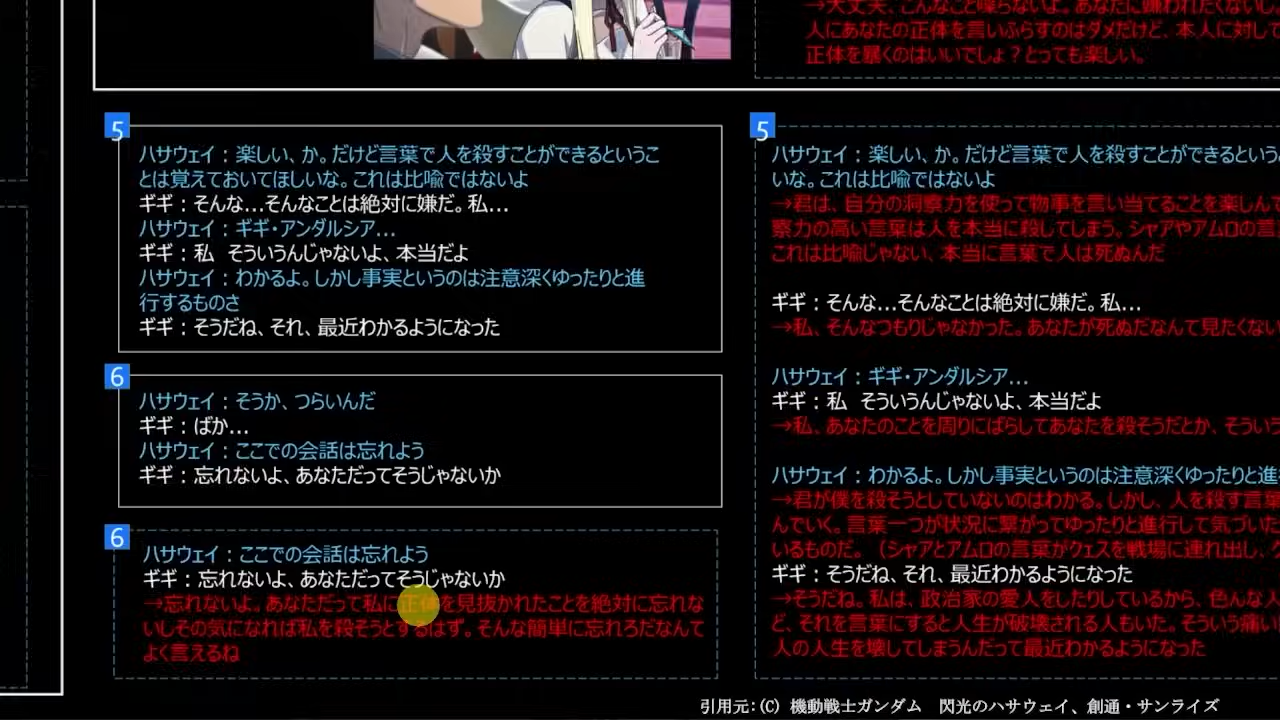 →大丈夫、こんなこと喋らないよ。あなたに嫌われたくないし
人にあなたの正体を言いふらすのはダメだけど、本人に対して
正体を暴くのはいいでしょ？とっても楽しい。
5
ハサウェイ：楽しい、か。だけど言葉で人を殺すことができるというこ
とは覚えておいてほしいな。これは比喩ではないよ
ギギ：そんな…そんなことは絶対に嫌だ。私…
ハサウェイ：ギギ・アンダルシア…
ギギ：私　そういうんじゃないよ、本当だよ
ハサウェイ：わかるよ。しかし事実というのは注意深くゆったりと進
行するものさ
ギギ：そうだね、それ、最近わかるようになった
6
ハサウェイ：そうか、つらいんだ
ギギ：ばか…
ハサウェイ：ここでの会話は忘れよう
ギギ：忘れないよ、あなただってそうじゃないか
6
ハサウェイ：ここでの会話は忘れよう
ギギ：忘れないよ、あなただってそうじゃないか
→忘れないよ。あなただって私に正体を見抜かれたことを絶対に忘れな
いしその気になれば私を殺そうとするはず。そんな簡単に忘れろだなんて
よく言えるね
5
ハサウェイ：楽しい、か。だけど言葉で人を殺すことができるという
いな。これは比喩ではないよ
→君は、自分の洞察力を使って物事を言い当てることを楽しんで
察力の高い言葉は人を本当に殺してしまう。シャアやアムロの言
これは比喩じゃない、本当に言葉で人は死ぬんだ
ギギ：そんな…そんなことは絶対に嫌だ。私…
→私、そんなつもりじゃなかった。あなたが死ぬだなんて見たくない
ハサウェイ：ギギ・アンダルシア…
ギギ：私　そういうんじゃないよ、本当だよ
→私、あなたのことを周りにばらしてあなたを殺そうだとか、そういう
ハサウェイ：わかるよ。しかし事実というのは注意深くゆったりと進
→君が僕を殺そうとしていないのはわかる。しかし、人を殺す言葉
んでいく。言葉一つが状況に繋がってゆったりと進行して気づいた
いるものだ。（シャアとアムロの言葉がクェスを戦場に連れ出し、
ギギ：そうだね、それ、最近わかるようになった
→そうだね。私は、政治家の愛人をしたりしているから、色んな人
ど、それを言葉にすると人生が破壊される人もいた。そういう痛い
人の人生を壊してしまうんだって最近わかるようになった
引用元：(C) 機動戦士ガンダム　閃光のハサウェイ、創通・サンライズ